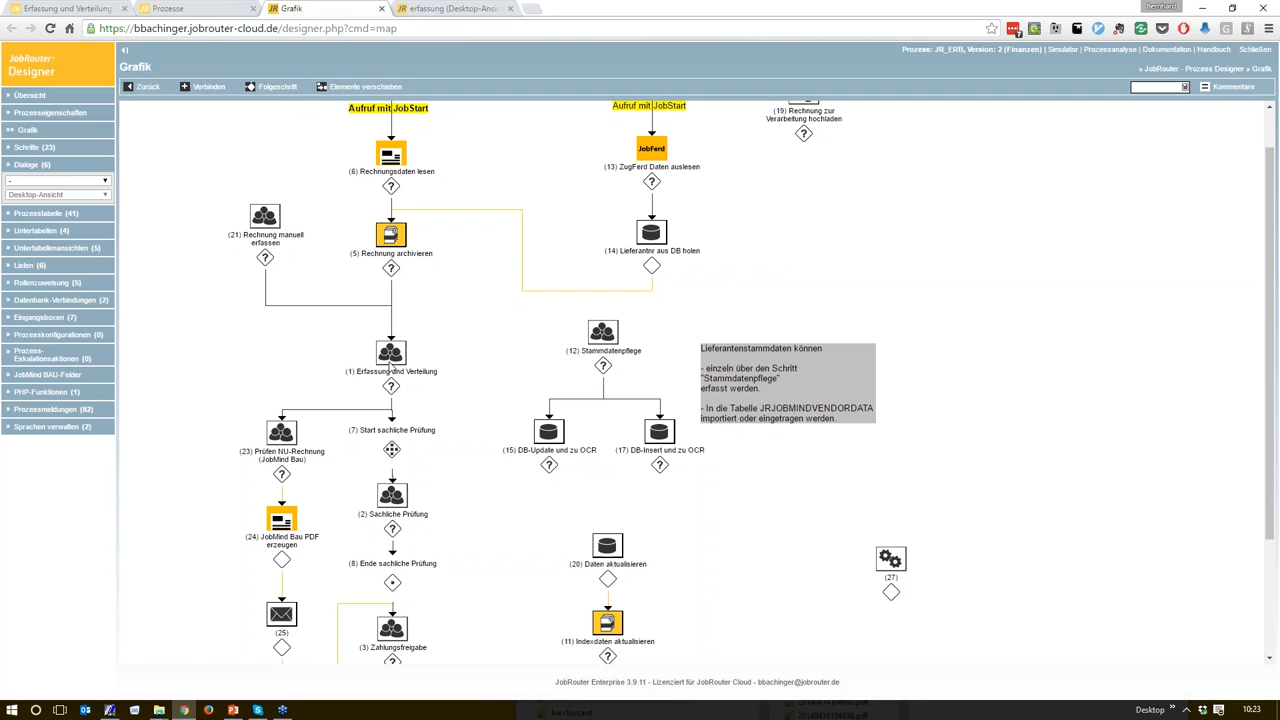 Erfassung und Verteilung
Prozesse
Grafik
erfassung (Desktop-Ansic
Bernhard
https://bbachinger.jobrouter-cloud.de/designer.php?cmd=map
JobRouter
Designer
Prozess: JR_ERB, Version: 2 (Finanzen) | Simulator | Prozessanalyse | Dokumentation | Handbuch Schließen
Grafik
» JobRouter - Prozess Designer » Grafik
Zurück
Verbinden
Folgeschritt
Elemente verschieben
Kommentare
Übersicht
Prozesseigenschaften
Grafik
Schritte (23)
Dialoge (6)
-
Desktop-Ansicht
Prozesstabelle (41)
Untertabellen (4)
Untertabellenansichten (5)
Listen (6)
Rollenzuweisung (5)
Datenbank-Verbindungen (2)
Eingangsboxen (7)
Prozesskonfigurationen (0)
Prozess-
Eskalationsaktionen (0)
JobMind BAU-Felder
PHP-Funktionen (1)
Prozessmeldungen (82)
Sprachen verwalten (2)
Aufruf mit JobStart
Aufruf mit JobStart
(19) Rechnung zur
Verarbeitung hochladen
(6) Rechnungsdaten lesen
JobFerd
(13) ZugFerd Daten auslesen
(21) Rechnung manuell
erfassen
(5) Rechnung archivieren
(14) Lieferantnr aus DB holen
(1) Erfassung und Verteilung
(12) Stammdatenpflege
Lieferantenstammdaten können
- einzeln über den Schritt
"Stammdatenpflege"
erfasst werden.
- In die Tabelle JRJOBMINDVENDORDATA
importiert oder eingetragen werden.
(7) Start sachliche Prüfung
(23) Prüfen NU-Rechnung
(JobMind Bau)
(15) DB-Update und zu OCR
(17) DB-Insert und zu OCR
(2) Sachliche Prüfung
(24) JobMind Bau PDF
erzeugen
(8) Ende sachliche Prüfung
(20) Daten aktualisieren
(27)
(25)
(3) Zahlungsfreigabe
(11) Indexdaten aktualisieren
JobRouter Enterprise 3.9.11 - Lizenziert für JobRouter Cloud - bbachinger@jobrouter.de
Desktop
10:23